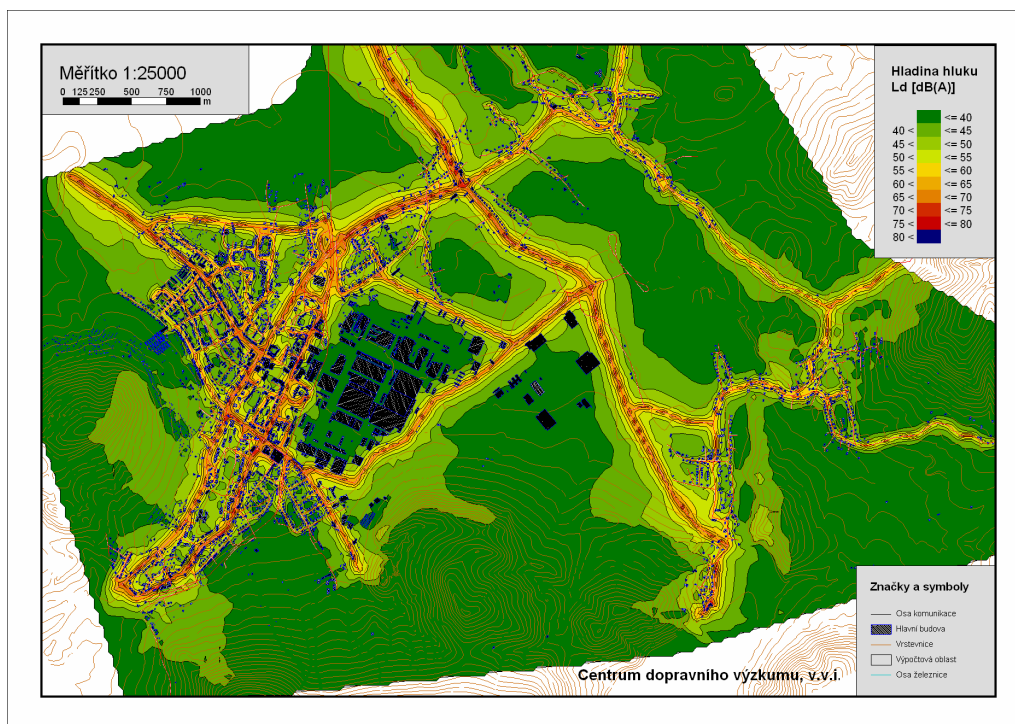 Měřítko 1:25000
0 125 250 500 750 1000
m
Hladina hluku
Ld [dB(A)]
<= 40
40 < <= 45
45 < <= 50
50 < <= 55
55 < <= 60
60 < <= 65
65 < <= 70
70 < <= 75
75 < <= 80
80 <
Značky a symboly
Osa komunikace
Hlavní budova
Vrstevnice
Výpočtová oblast
Osa železnice
Centrum dopravního výzkumu, v.v.i.